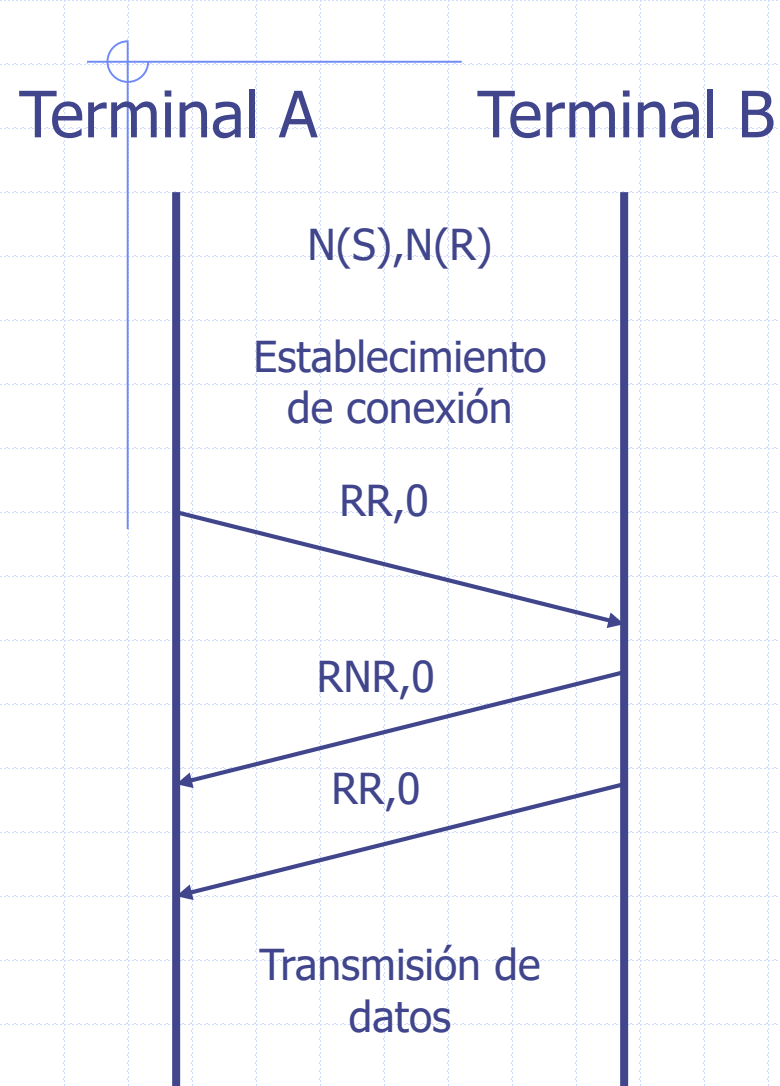 Terminal A
Terminal B
N(S),N(R)
Establecimiento
de conexión
RR,0
RNR,0
RR,0
Transmisión de
datos